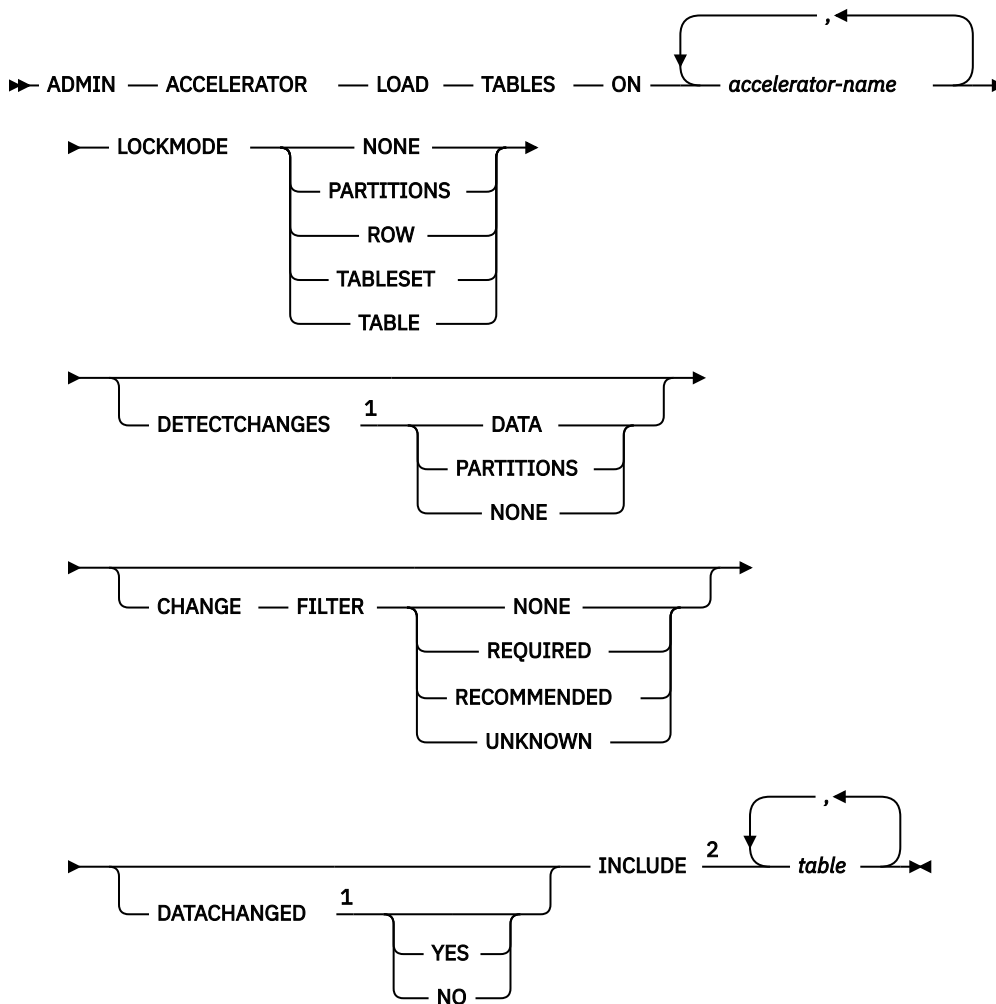 ,
ADMIN ACCELERATOR LOAD TABLES ON accelerator-name
LOCKMODE NONE
PARTITIONS
ROW
TABLESET
TABLE
DETECTCHANGES 1 DATA
PARTITIONS
NONE
CHANGE FILTER NONE
REQUIRED
RECOMMENDED
UNKNOWN
,
INCLUDE 2 table
DATACHANGED 1
YES
NO